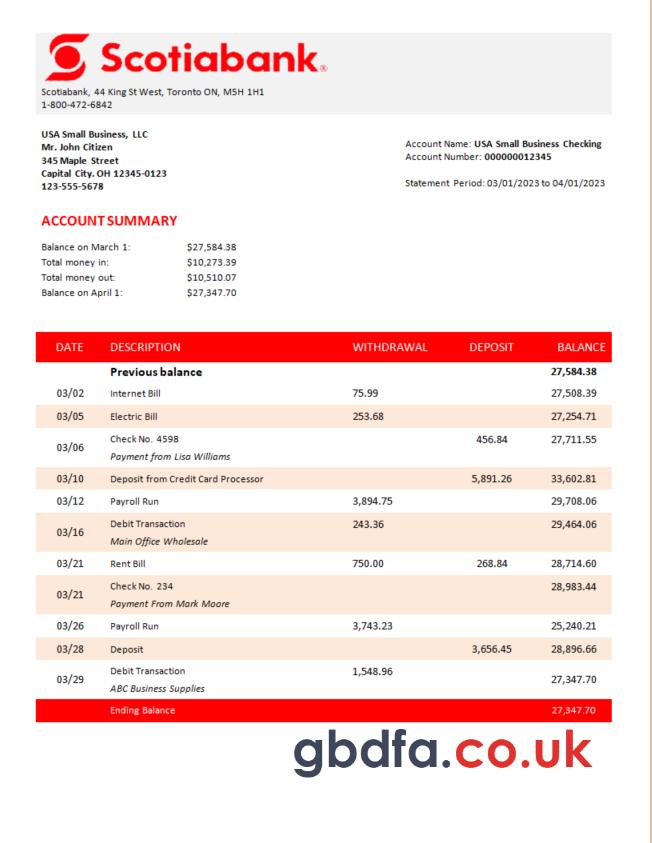 Scotiabank®
Scotiabank, 44 King St West, Toronto ON, M5H 1H1
1-800-472-6842
USA Small Business, LLC
Mr. John Citizen
345 Maple Street
Capital City. OH 12345-0123
123-555-5678
Account Name: USA Small Business Checking
Account Number: 000000012345
Statement Period: 03/01/2023 to 04/01/2023
ACCOUNT SUMMARY
Balance on March 1: $27,584.38
Total money in: $10,273.39
Total money out: $10,510.07
Balance on April 1: $27,347.70
DATE DESCRIPTION WITHDRAWAL DEPOSIT BALANCE
Previous balance 27,584.38
03/02 Internet Bill 75.99 27,508.39
03/05 Electric Bill 253.68 27,254.71
03/06 Check No. 4598 456.84 27,711.55
Payment from Lisa Williams
03/10 Deposit from Credit Card Processor 5,891.26 33,602.81
03/12 Payroll Run 3,894.75 29,708.06
03/16 Debit Transaction 243.36 29,464.06
Main Office Wholesale
03/21 Rent Bill 750.00 268.84 28,714.60
03/21 Check No. 234 28,983.44
Payment From Mark Moore
03/26 Payroll Run 3,743.23 25,240.21
03/28 Deposit 3,656.45 28,896.66
03/29 Debit Transaction 1,548.96 27,347.70
ABC Business Supplies
Ending Balance 27,347.70
gbdfa.co.uk